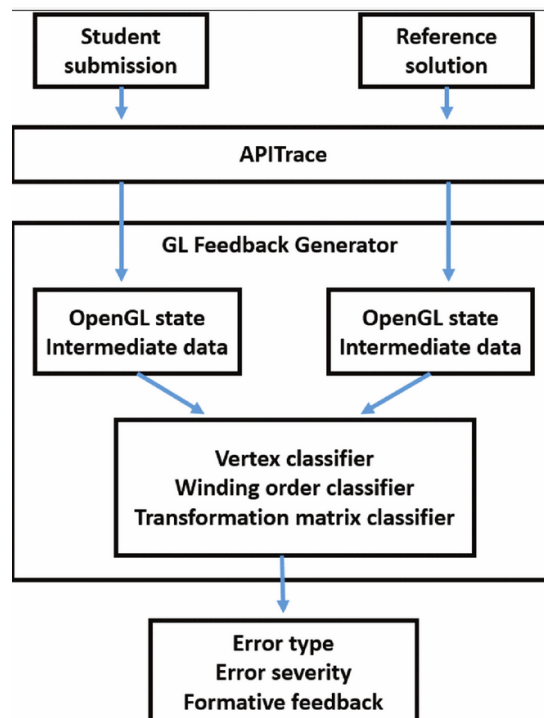 Student
submission
Reference
solution
APITrace
GL Feedback Generator
OpenGL state
Intermediate data
OpenGL state
Intermediate data
Vertex classifier
Winding order classifier
Transformation matrix classifier
Error type
Error severity
Formative feedback